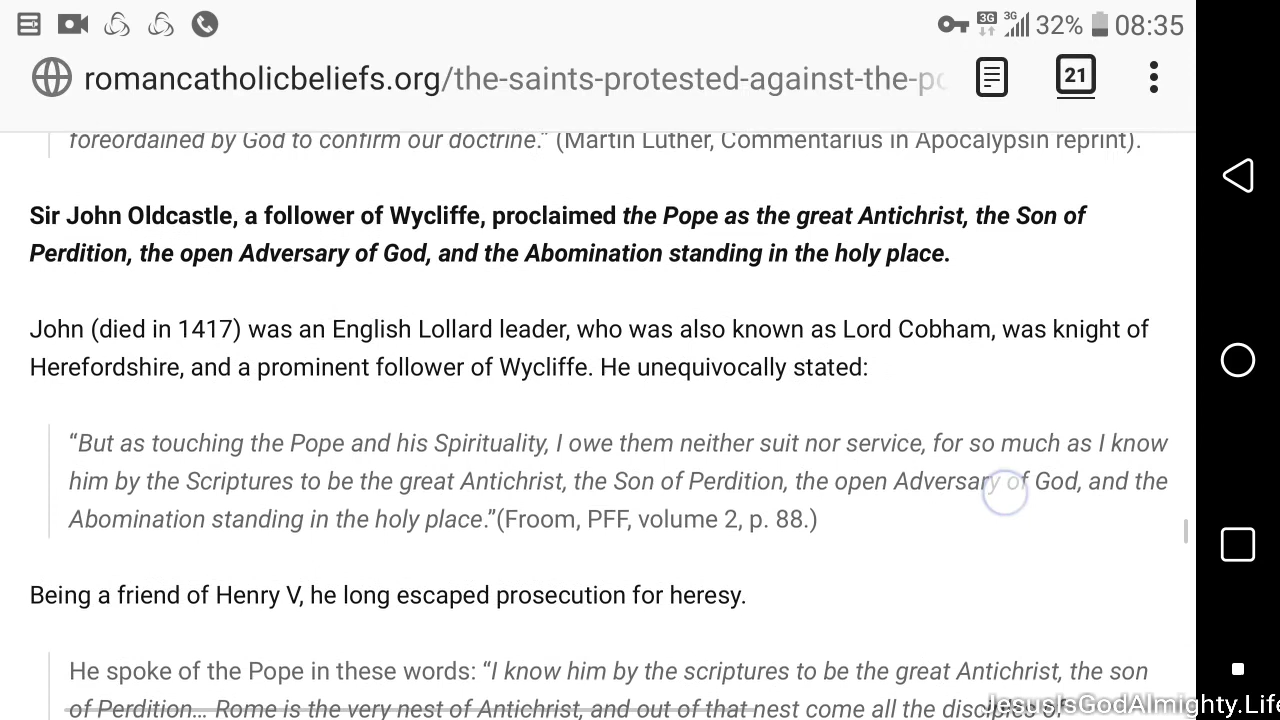 3G 3G 32% 08:35
romancatholicbeliefs.org/the-saints-protested-against-the-po
21
foreordained by God to confirm our doctrine.” (Martin Luther, Commentarius in Apocalypsin reprint).
Sir John Oldcastle, a follower of Wycliffe, proclaimed the Pope as the great Antichrist, the Son of
Perdition, the open Adversary of God, and the Abomination standing in the holy place.
John (died in 1417) was an English Lollard leader, who was also known as Lord Cobham, was knight of
Herefordshire, and a prominent follower of Wycliffe. He unequivocally stated:
“But as touching the Pope and his Spirituality, I owe them neither suit nor service, for so much as I know
him by the Scriptures to be the great Antichrist, the Son of Perdition, the open Adversary of God, and the
Abomination standing in the holy place.”(Froom, PFF, volume 2, p. 88.)
Being a friend of Henry V, he long escaped prosecution for heresy.
He spoke of the Pope in these words: “I know him by the scriptures to be the great Antichrist, the son
of Perdition… Rome is the very nest of Antichrist, and out of that nest come all the disciples of
JesusIsGodAlmighty.Life